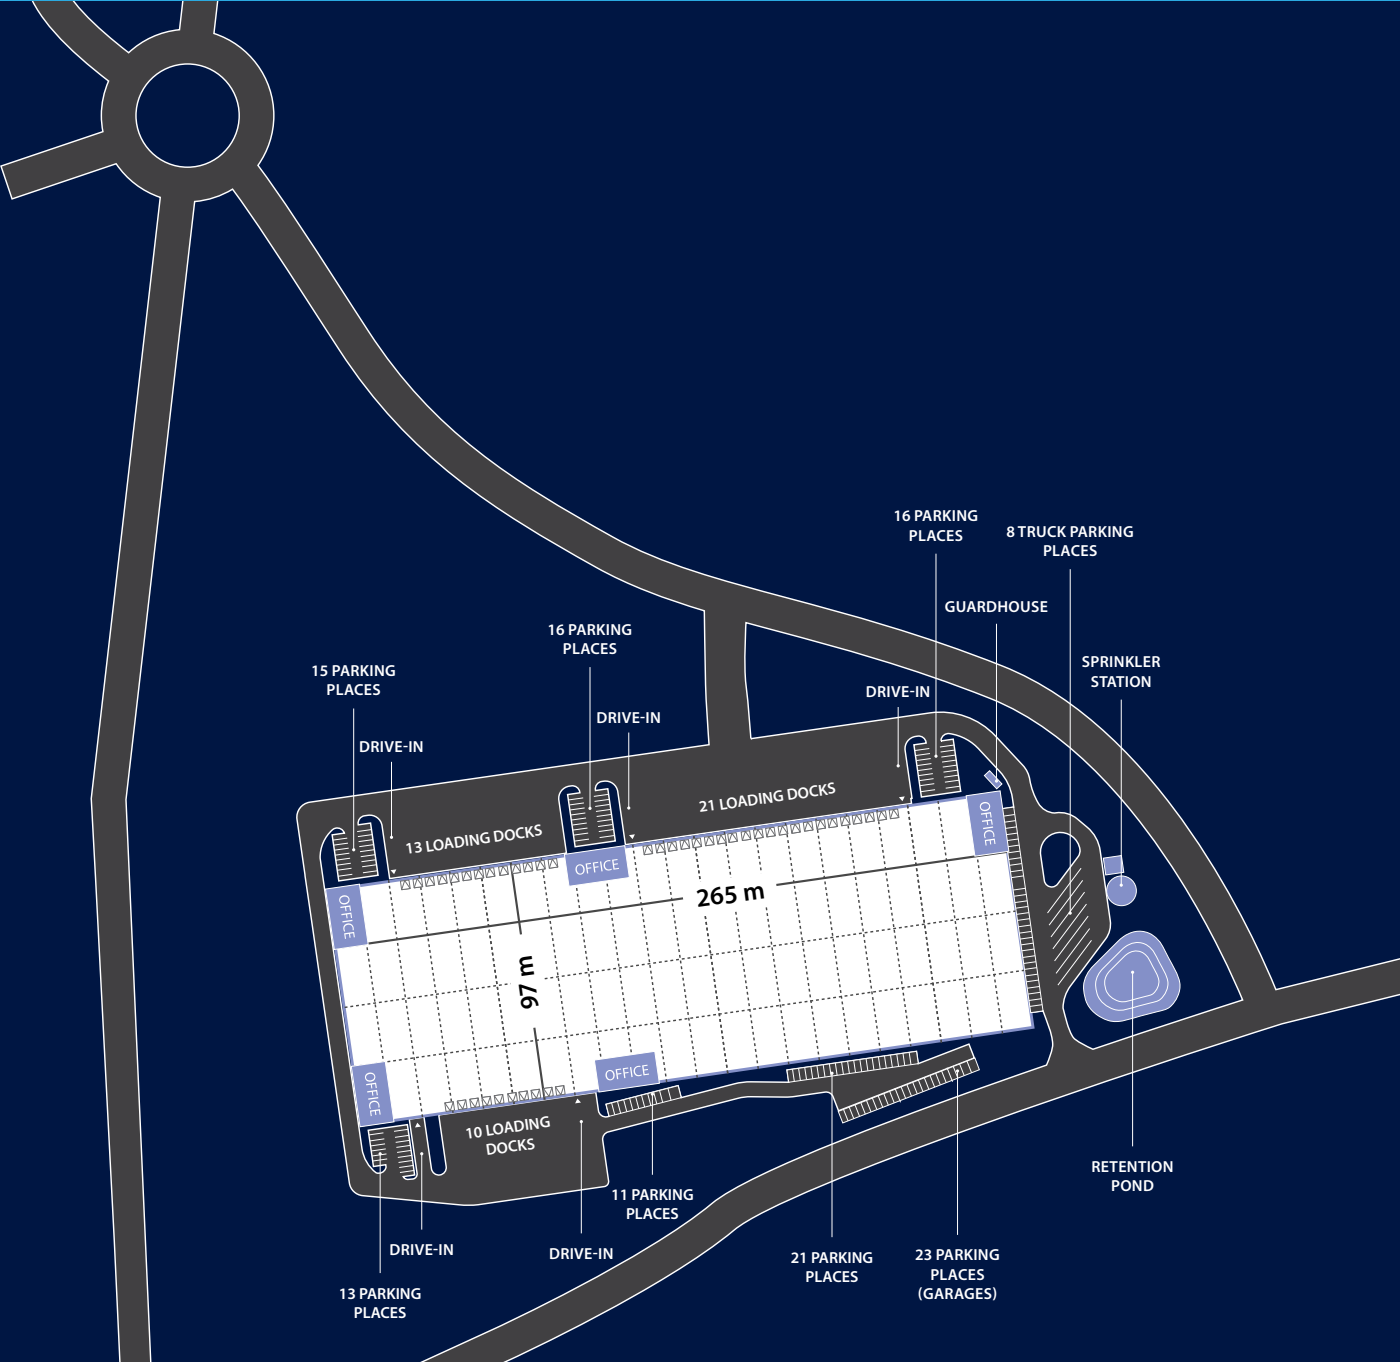 16 PARKING
PLACES
8 TRUCK PARKING
PLACES
GUARDHOUSE
16 PARKING
PLACES
SPRINKLER
STATION
15 PARKING
PLACES
DRIVE-IN
DRIVE-IN
DRIVE-IN
21 LOADING DOCKS
13 LOADING DOCKS
OFFICE
OFFICE
OFFICE
265 m
97 m
OFFICE
OFFICE
10 LOADING
DOCKS
RETENTION
POND
11 PARKING
PLACES
DRIVE-IN
DRIVE-IN
21 PARKING
PLACES
23 PARKING
PLACES
(GARAGES)
13 PARKING
PLACES